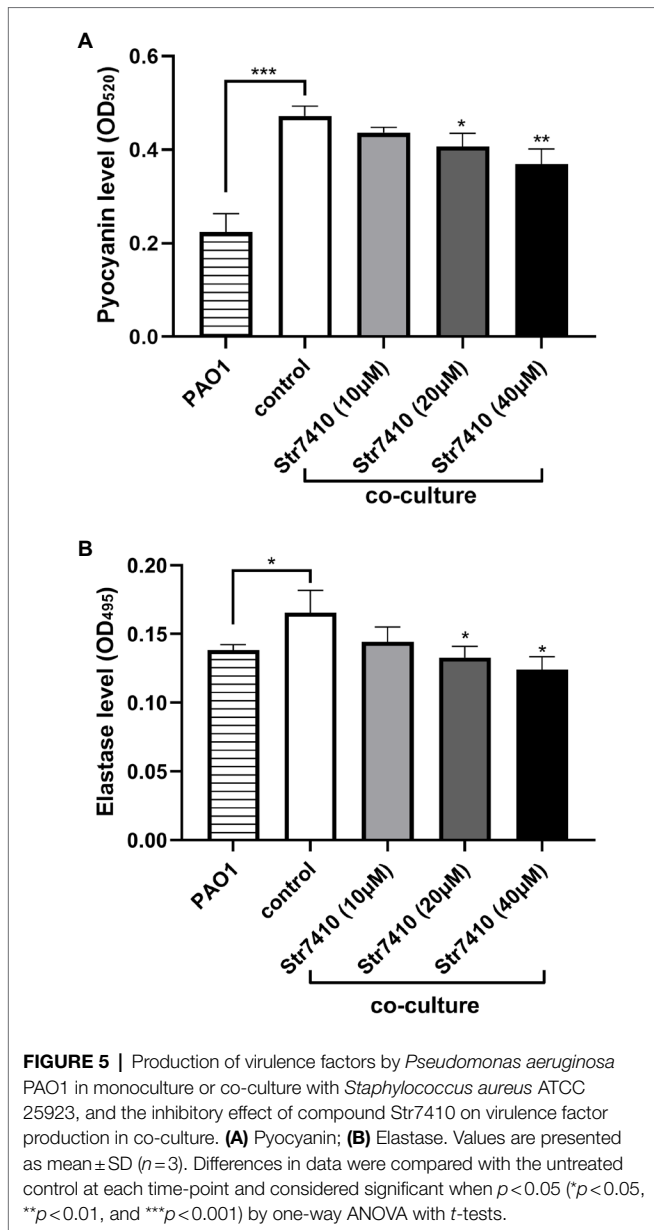 A
0.6
***
*
**
0.4
0.2
0.0
Pyocyanin level (OD520)
PAO1
control
Str7410 (10μM)
Str7410 (20μM)
Str7410 (40μM)
co-culture
B
0.20
*
*
*
0.15
0.10
0.05
0.00
Elastase level (OD495)
PAO1
control
Str7410 (10μM)
Str7410 (20μM)
Str7410 (40μM)
co-culture
FIGURE 5 | Production of virulence factors by Pseudomonas aeruginosa
PAO1 in monoculture or co-culture with Staphylococcus aureus ATCC
25923, and the inhibitory effect of compound Str7410 on virulence factor
production in co-culture. (A) Pyocyanin; (B) Elastase. Values are presented
as mean ± SD (n = 3). Differences in data were compared with the untreated
control at each time-point and considered significant when p < 0.05 (*p < 0.05,
**p < 0.01, and ***p < 0.001) by one-way ANOVA with t-tests.